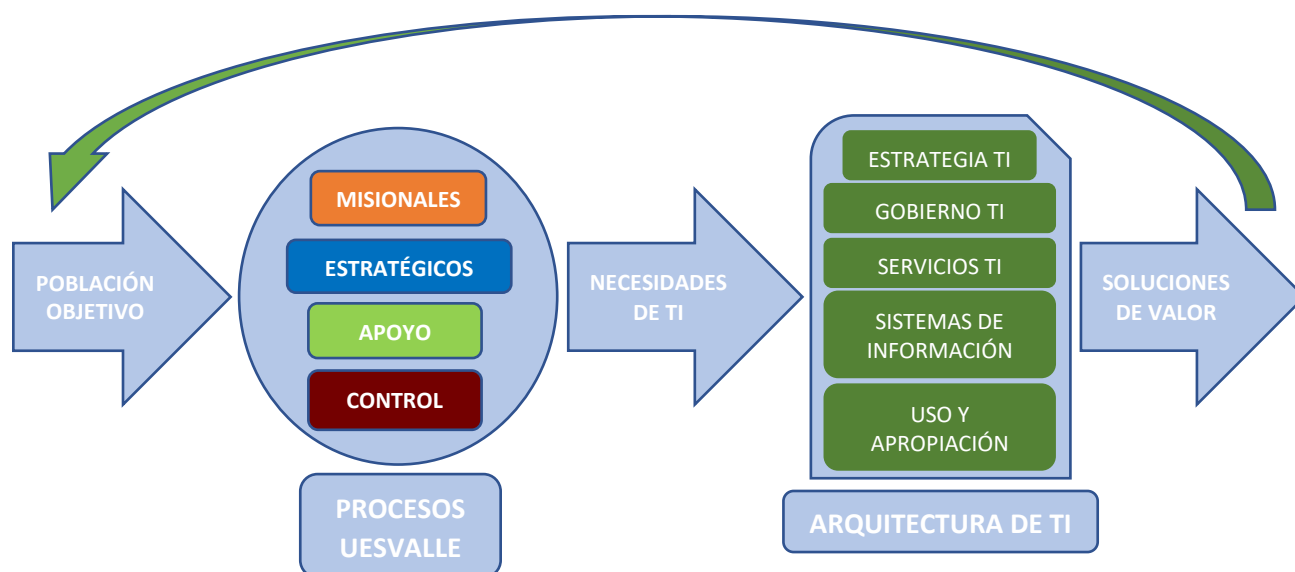 POBLACIÓN
OBJETIVO
MISIONALES
ESTRATÉGICOS
APOYO
CONTROL
PROCESOS
UESVALLE
NECESIDADES
DE TI
ESTRATEGIA TI
GOBIERNO TI
SERVICIOS TI
SISTEMAS DE
INFORMACIÓN
USO Y
APROPIACIÓN
ARQUITECTURA DE TI
SOLUCIONES
DE VALOR